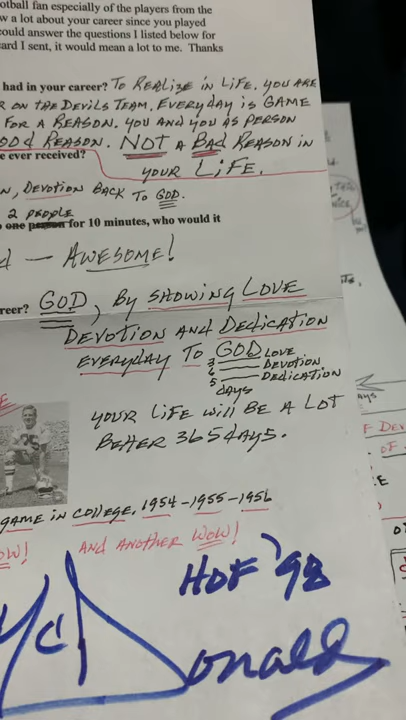 otball fan especially of the players from the
w a lot about your career since you played
could answer the questions I listed below for
card I sent, it would mean a lot to me. Thanks
had in your career? TO REALIZE IN LIFE. YOU ARE
R ON THE DEVILS TEAM. EVERYDAY IS GAME
FOR A REASON. YOU AND YOU AS PERSON
OOd REASON. NOT A BAD REASON IN
e ever received?
YOUR LIFE.
N, DEVOTION BACK TO GOD.
2 PEOPLE
o one person for 10 minutes, who would it
d — AWESOME!
reer? GOD, BY SHOWING LOVE
DEVOTION AND DEDICATION
EVERYDAY TO GOD LOVE
DEVOTION
DEDICATION
DAYS
YOUR LIFE WILL BE A LOT
BETTER 365 DAYS.
GAME IN COLLEGE. 1954-1955-1956
OW! AND ANOTHER WOW!
HOF '98
McDonald